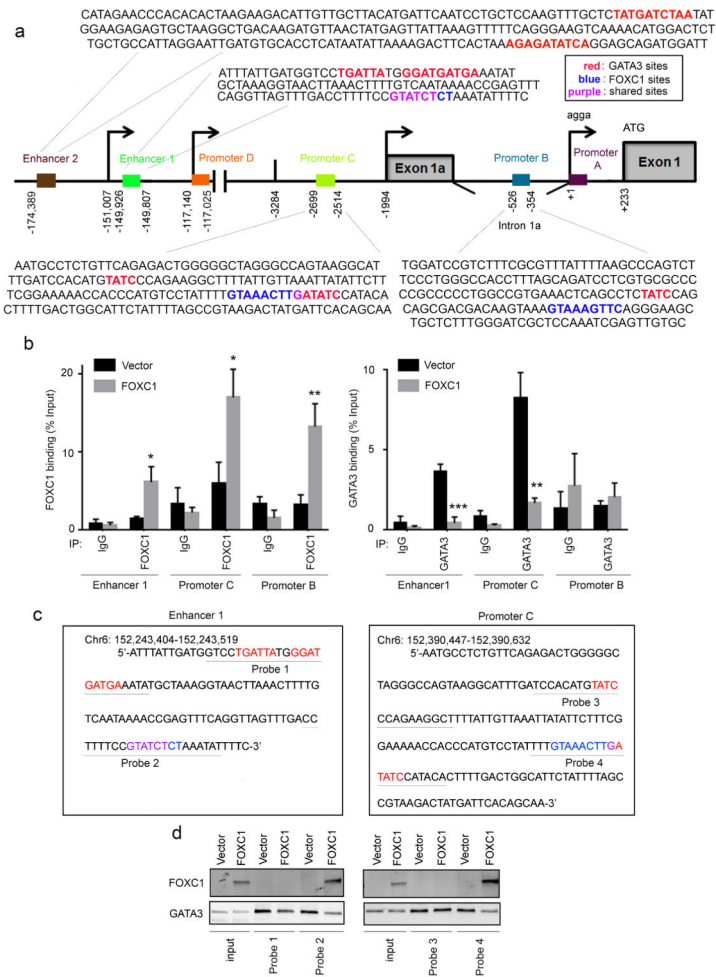 a
CATAGAACCCACACACTAAGAAGACATTGTTGCTTACATGATTCAATCCTGCTCCAAGTTTGCTCTATGATCTAATAT
GGAAGAGAGTGCTAAGGCTGACAAGATGTTAACTATGAGTTATTAAAGTTTTTCAGGGAAGTCAAAACATGGACTCT
TGCTGCCATTAGGAATTGATGTGCACCTCATAATATTAAAAGACTTCACTAAAGAGATATCAGGAGCAGATGGATT
ATTTATTGATGGTCCTGATTATGGGATGATGAAATAT
GCTAAAGGTAACTTAAACTTTTGTCAATAAAACCGAGTTT
CAGGTTAGTTTGACCTTTTCCGTATCTCTAAATATTTTC
red: GATA3 sites
blue: FOXC1 sites
purple: shared sites
Enhancer 2
Enhancer 1
Promoter D
Promoter C
Exon 1a
Promoter B
agga
Promoter A
ATG
Exon 1
-174,389
-151,007
-149,926
-149,807
-117,140
-117,025
-3284
-2699
-2514
-1994
-526
-354
+1
+233
Intron 1a
AATGCCTCTGTTCAGAGACTGGGGGCTAGGGCCAGTAAGGCAT
TTGATCCACATGTATCCCAGAAGGCTTTTATTGTTAAATTATATTCTT
TCGGAAAAACCACCCATGTCCTATTTTGTAAACTTGATATCCATACA
CTTTTGACTGGCATTCTATTTTAGCCGTAAGACTATGATTCACAGCAA
TGGATCCGTCTTTCGCGTTTATTTTAAGCCCAGTCT
TCCCTGGGCCACCTTTAGCAGATCCTCGTGCGCCC
CCGCCCCCTGGCCGTGAAACTCAGCCTCTATCCAG
CAGCGACGACAAGTAAAGTAAAGTTCAGGGAAGC
TGCTCTTTGGGATCGCTCCAAATCGAGTTGTGC
b
Vector
FOXC1
FOXC1 binding (% Input)
20
10
0
*
*
**
IP:
IgG
FOXC1
IgG
FOXC1
IgG
FOXC1
Enhancer 1
Promoter C
Promoter B
Vector
FOXC1
GATA3 binding (% Input)
10
5
0
***
**
IP:
IgG
GATA3
IgG
GATA3
IgG
GATA3
Enhancer1
Promoter C
Promoter B
c
Enhancer 1
Chr6: 152,243,404-152,243,519
5'-ATTTATTGATGGTCCTGATTATGGGAT
Probe 1
GATGAAATATGCTAAAGGTAACTTAAACTTTTG
TCAATAAAACCGAGTTTCAGGTTAGTTTGACC
TTTTCCGTATCTCTAAATATTTTC-3'
Probe 2
Promoter C
Chr6: 152,390,447-152,390,632
5'-AATGCCTCTGTTCAGAGACTGGGGGC
TAGGGCCAGTAAGGCATTTGATCCACATGTATC
Probe 3
CCAGAAGGCTTTTATTGTTAAATTATATTCTTTCG
GAAAAACCACCCATGTCCTATTTTGTAAACTTGA
Probe 4
TATCCATACACTTTTGACTGGCATTCTATTTTAGC
CGTAAGACTATGATTCACAGCAA-3'
d
Vector
FOXC1
Vector
FOXC1
Vector
FOXC1
Vector
FOXC1
Vector
FOXC1
Vector
FOXC1
FOXC1
GATA3
input
Probe 1
Probe 2
input
Probe 3
Probe 4